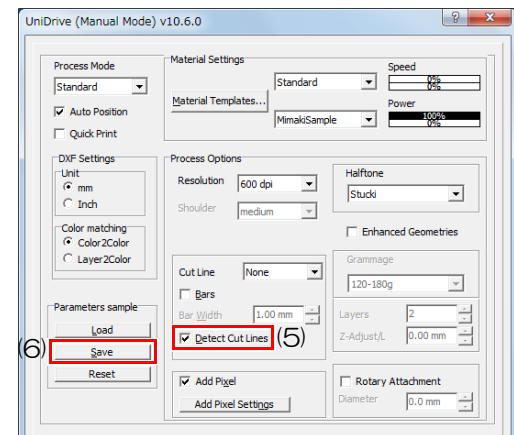 UniDrive (Manual Mode) v10.6.0
Process Mode
Standard
Auto Position
Quick Print
Material Settings
Standard
Material Templates...
MimakiSample
Speed
0%
0%
Power
100%
0%
DXF Settings
Unit
mm
Inch
Color matching
Color2Color
Layer2Color
Process Options
Resolution 600 dpi
Shoulder medium
Halftone
Stucki
Enhanced Geometries
Cut Line None
Bars
Bar Width 1.00 mm
Detect Cut Lines (5)
Grammage
120-180g
Layers 2
Z-Adjust/L 0.00 mm
Parameters sample
Load
(6) Save
Reset
Add Pixel
Add Pixel Settings
Rotary Attachment
Diameter 0.0 mm